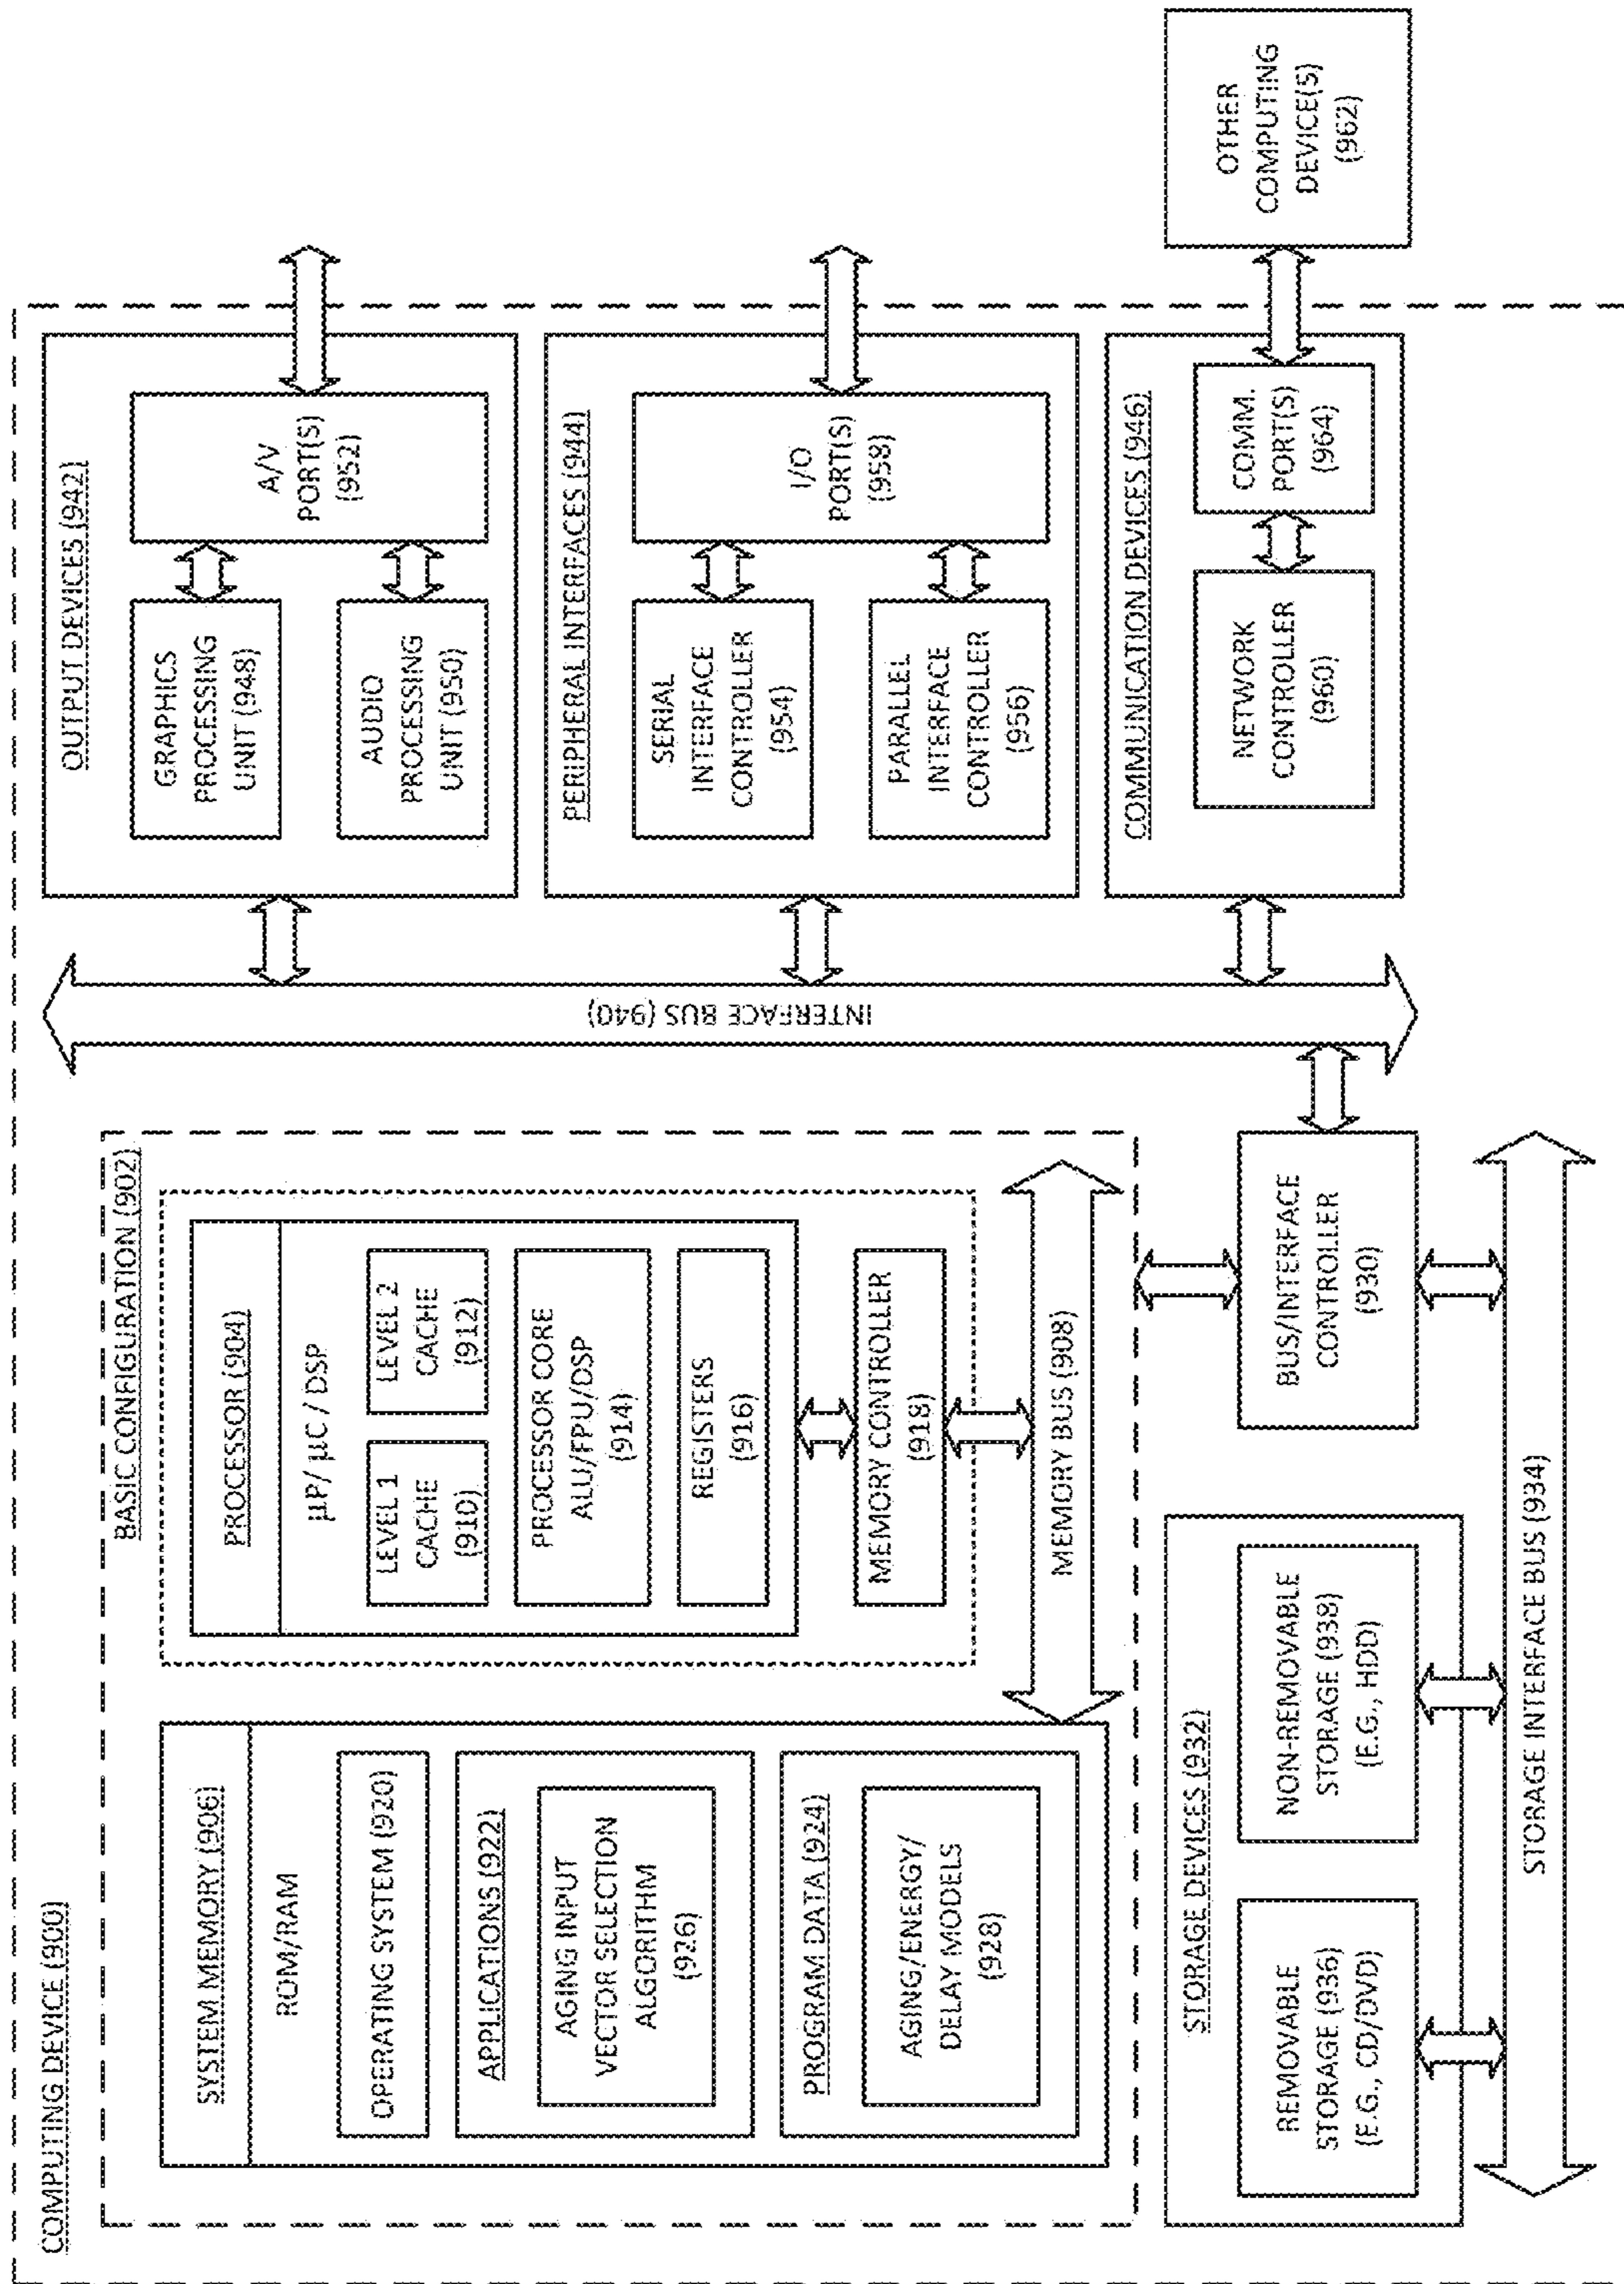 COMPUTING DEVICE (900)
BASIC CONFIGURATION (902)
SYSTEM MEMORY (906)
ROM/RAM
OPERATING SYSTEM (920)
APPLICATIONS (922)
AGING INPUT
VECTOR SELECTION
ALGORITHM
(926)
PROGRAM DATA (924)
AGING/ENERGY/
DELAY MODELS
(928)
PROCESSOR (904)
µP/ µC / DSP
LEVEL 1
CACHE
(910)
LEVEL 2
CACHE
(912)
PROCESSOR CORE
ALU/FPU/DSP
(914)
REGISTERS
(916)
MEMORY CONTROLLER
(918)
MEMORY BUS (908)
STORAGE DEVICES (932)
REMOVABLE
STORAGE (936)
(E.G., CD/DVD)
NON-REMOVABLE
STORAGE (938)
(E.G., HDD)
BUS/INTERFACE
CONTROLLER
(930)
STORAGE INTERFACE BUS (934)
INTERFACE BUS (940)
OUTPUT DEVICES (942)
GRAPHICS
PROCESSING
UNIT (948)
AUDIO
PROCESSING
UNIT (950)
A/V
PORT(S)
(952)
PERIPHERAL INTERFACES (944)
SERIAL
INTERFACE
CONTROLLER
(954)
PARALLEL
INTERFACE
CONTROLLER
(956)
I/O
PORT(S)
(958)
COMMUNICATION DEVICES (946)
NETWORK
CONTROLLER
(960)
COMM.
PORT(S)
(964)
OTHER
COMPUTING
DEVICE(S)
(962)